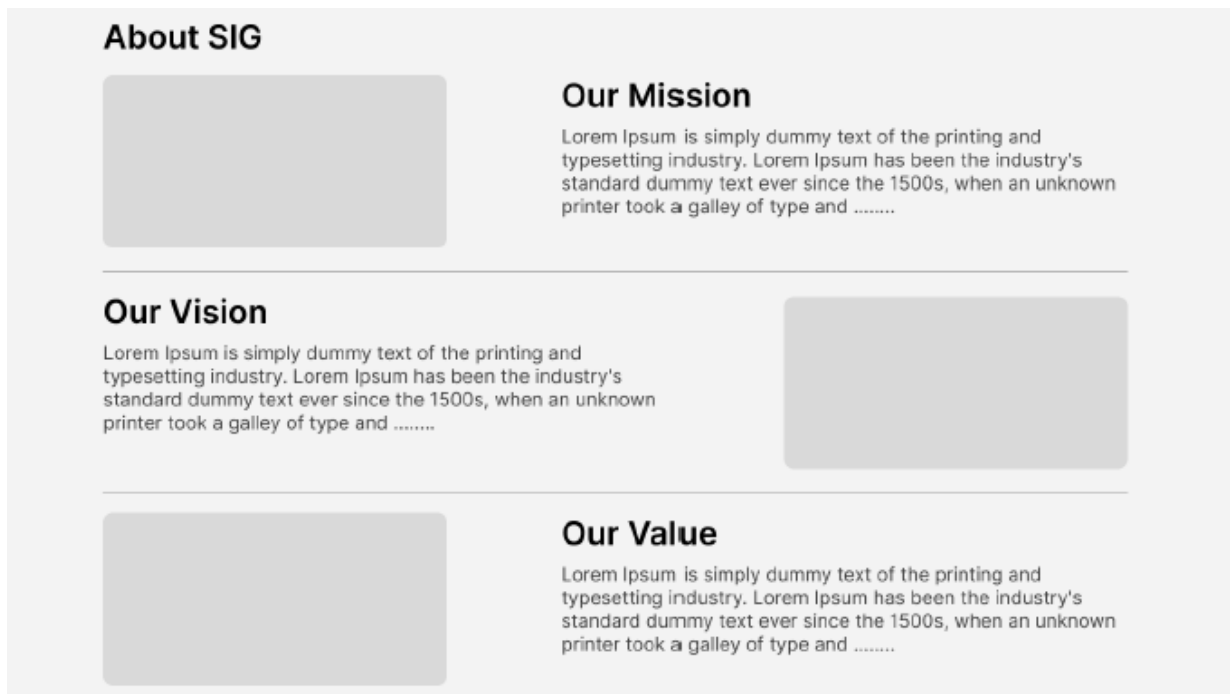 About SIG
Our Mission
Lorem Ipsum is simply dummy text of the printing and
typesetting industry. Lorem Ipsum has been the industry's
standard dummy text ever since the 1500s, when an unknown
printer took a galley of type and ........
Our Vision
Lorem Ipsum is simply dummy text of the printing and
typesetting industry. Lorem Ipsum has been the industry's
standard dummy text ever since the 1500s, when an unknown
printer took a galley of type and ........
Our Value
Lorem Ipsum is simply dummy text of the printing and
typesetting industry. Lorem Ipsum has been the industry's
standard dummy text ever since the 1500s, when an unknown
printer took a galley of type and ........